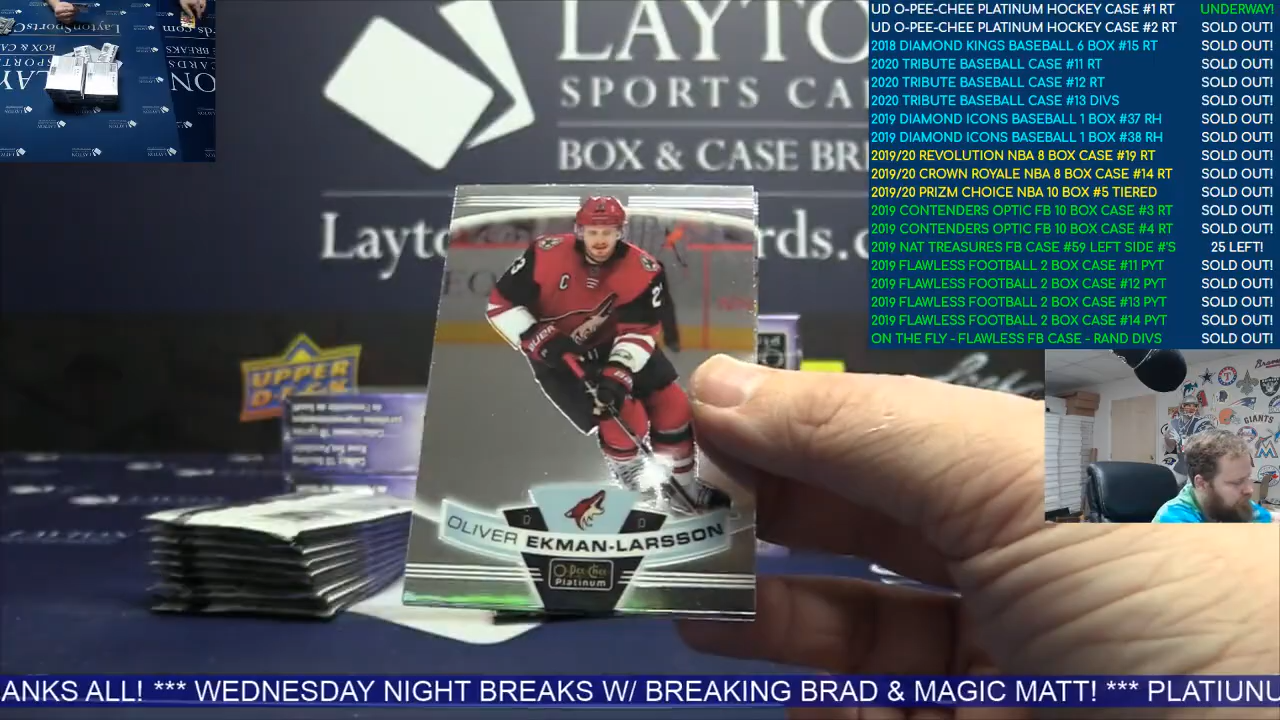 LAYTO
SPORTS CA
BOX & CASE BRE
Layto
rds.c
UD O-PEE-CHEE PLATINUM HOCKEY CASE #1 RT UNDERWAY!
UD O-PEE-CHEE PLATINUM HOCKEY CASE #2 RT SOLD OUT!
2018 DIAMOND KINGS BASEBALL 6 BOX #15 RT SOLD OUT!
2020 TRIBUTE BASEBALL CASE #11 RT SOLD OUT!
2020 TRIBUTE BASEBALL CASE #12 RT SOLD OUT!
2020 TRIBUTE BASEBALL CASE #13 DIVS SOLD OUT!
2019 DIAMOND ICONS BASEBALL 1 BOX #37 RH SOLD OUT!
2019 DIAMOND ICONS BASEBALL 1 BOX #38 RH SOLD OUT!
2019/20 REVOLUTION NBA 8 BOX CASE #19 RT SOLD OUT!
2019/20 CROWN ROYALE NBA 8 BOX CASE #14 RT SOLD OUT!
2019/20 PRIZM CHOICE NBA 10 BOX #5 TIERED SOLD OUT!
2019 CONTENDERS OPTIC FB 10 BOX CASE #3 RT SOLD OUT!
2019 CONTENDERS OPTIC FB 10 BOX CASE #4 RT SOLD OUT!
2019 NAT TREASURES FB CASE #59 LEFT SIDE #'S 25 LEFT!
2019 FLAWLESS FOOTBALL 2 BOX CASE #11 PYT SOLD OUT!
2019 FLAWLESS FOOTBALL 2 BOX CASE #12 PYT SOLD OUT!
2019 FLAWLESS FOOTBALL 2 BOX CASE #13 PYT SOLD OUT!
2019 FLAWLESS FOOTBALL 2 BOX CASE #14 PYT SOLD OUT!
ON THE FLY - FLAWLESS FB CASE - RAND DIVS SOLD OUT!
UPPER
DECK
C
OLIVER EKMAN-LARSSON
D D
O-Pee-Chee
Platinum
GIANTS
ANKS ALL! *** WEDNESDAY NIGHT BREAKS W/ BREAKING BRAD & MAGIC MATT! *** PLATIUNU